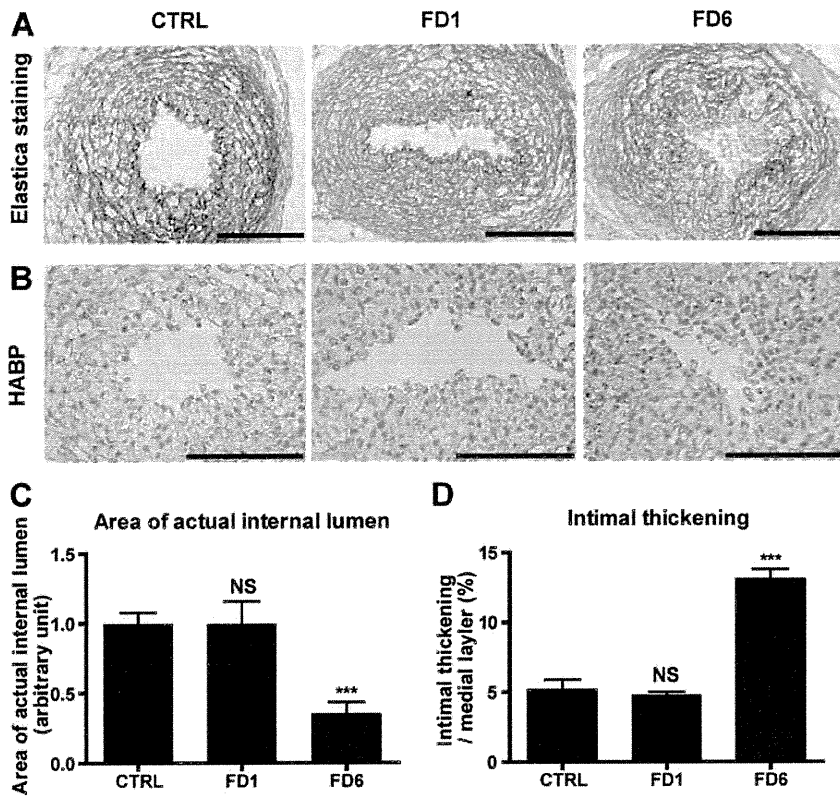 A
CTRL
FD1
FD6
Elastica staining
B
HABP
C
Area of actual internal lumen
Area of actual internal lumen
(arbitrary unit)
1.5
1.0
0.5
0.0
NS
***
CTRL
FD1
FD6
D
Intimal thickening
Intimal thickening
/ medial layler (%)
15
10
5
0
NS
***
CTRL
FD1
FD6